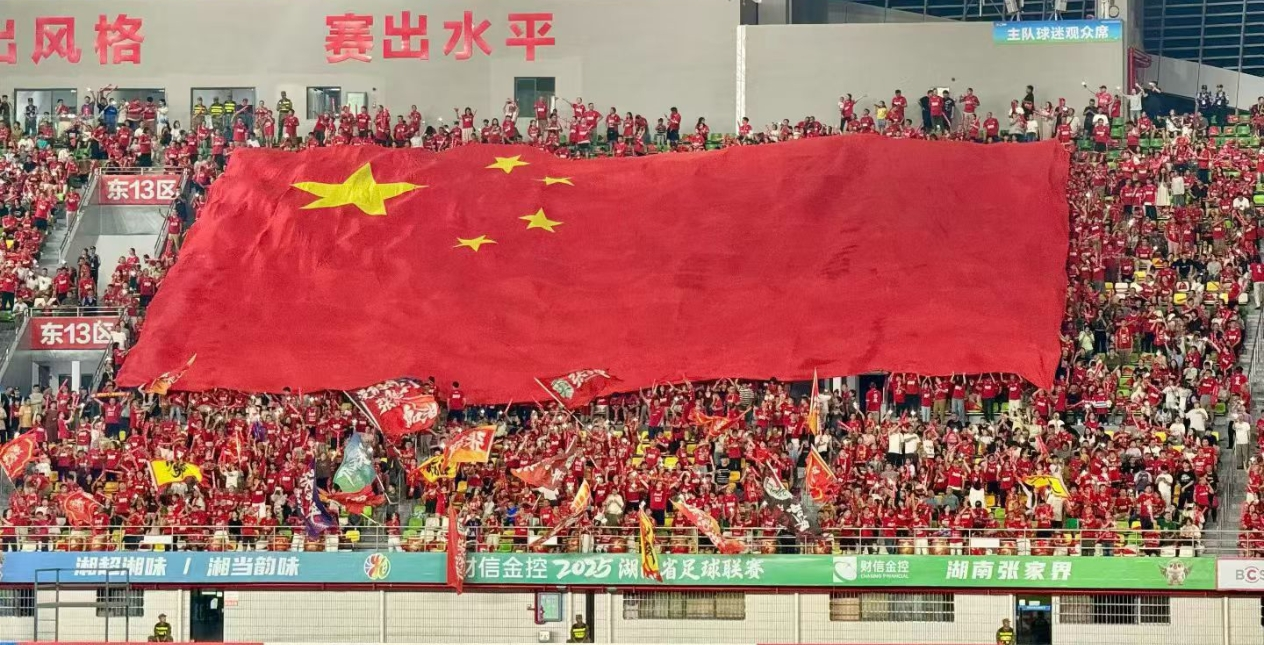 出风格 赛出水平
主队球迷观众席
东13区
东13区
湘超湘味 / 湘当韵味
财信金控 2025 湖南省足球联赛
财信金控
CHASING FINANCIAL
湖南张家界
BC